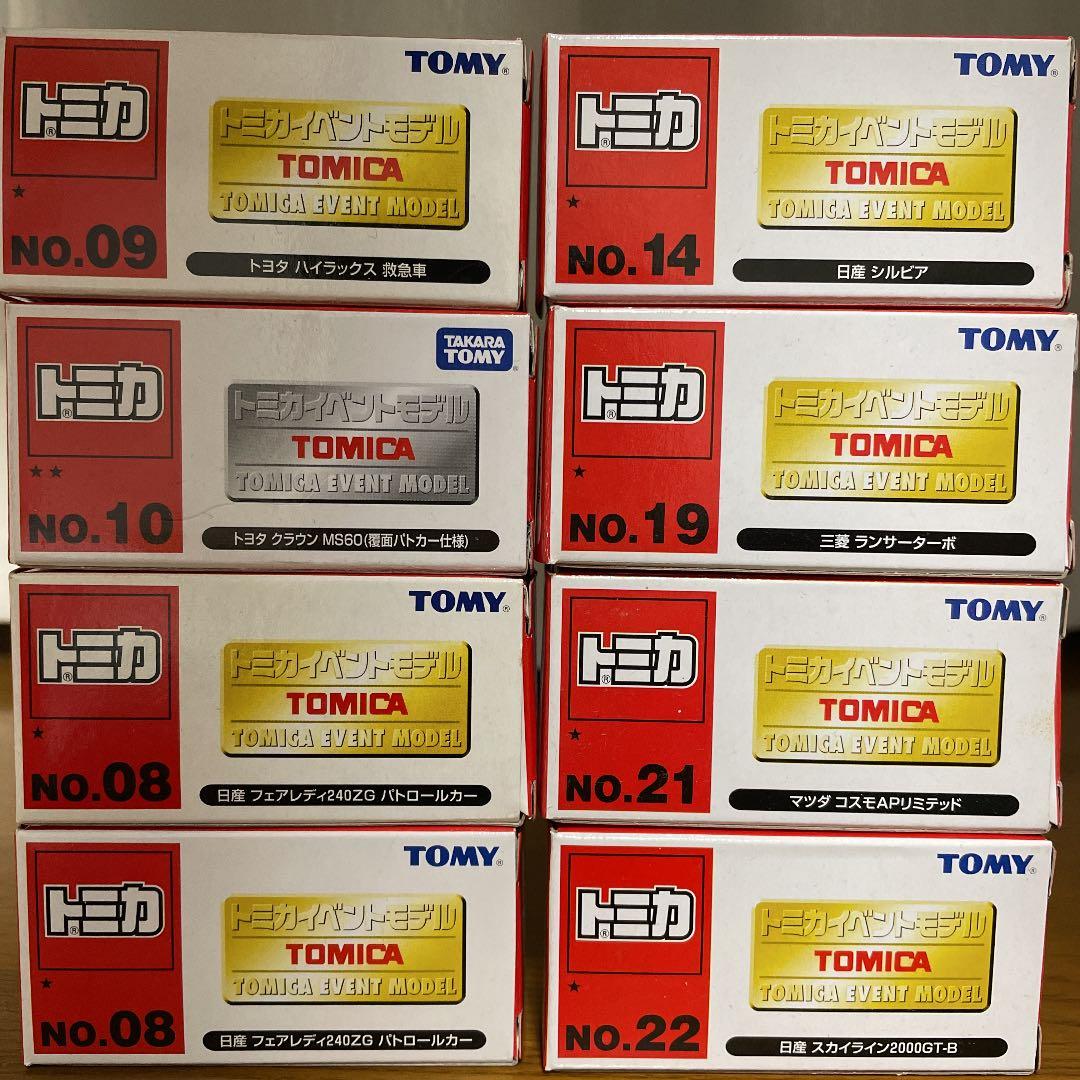 トミカ®
TOMY®
トミカイベントモデル
TOMICA
TOMICA EVENT MODEL
★
NO.09
トヨタ ハイラックス 救急車
トミカ®
TAKARA TOMY®
トミカイベントモデル
TOMICA
TOMICA EVENT MODEL
★★
NO.10
トヨタ クラウン MS60(覆面パトカー仕様)
トミカ®
TOMY®
トミカイベントモデル
TOMICA
TOMICA EVENT MODEL
★
NO.08
日産 フェアレディ240ZG パトロールカー
トミカ®
TOMY®
トミカイベントモデル
TOMICA
TOMICA EVENT MODEL
★
NO.08
日産 フェアレディ240ZG パトロールカー
トミカ®
TOMY®
トミカイベントモデル
TOMICA
TOMICA EVENT MODEL
★
NO.14
日産 シルビア
トミカ®
TOMY®
トミカイベントモデル
TOMICA
TOMICA EVENT MODEL
★
NO.19
三菱 ランサーターボ
トミカ®
TOMY®
トミカイベントモデル
TOMICA
TOMICA EVENT MODEL
★
NO.21
マツダ コスモAPリミテッド
トミカ®
TOMY®
トミカイベントモデル
TOMICA
TOMICA EVENT MODEL
★
NO.22
日産 スカイライン2000GT-B